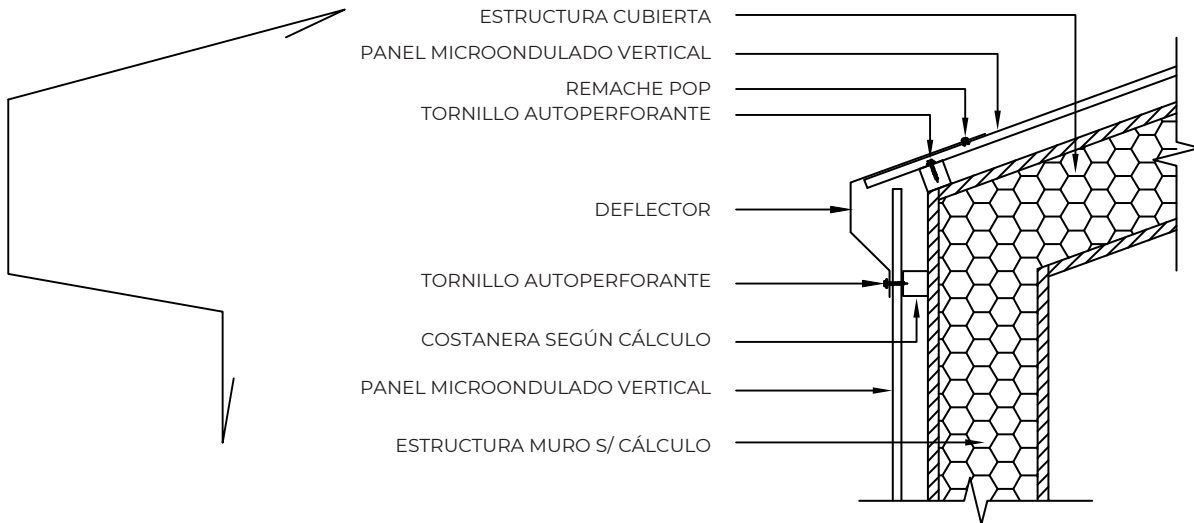 ESTRUCTURA CUBIERTA
PANEL MICROONDULADO VERTICAL
REMACHE POP
TORNILLO AUTOPERFORANTE
DEFLECTOR
TORNILLO AUTOPERFORANTE
COSTANERA SEGÚN CÁLCULO
PANEL MICROONDULADO VERTICAL
ESTRUCTURA MURO S/ CÁLCULO